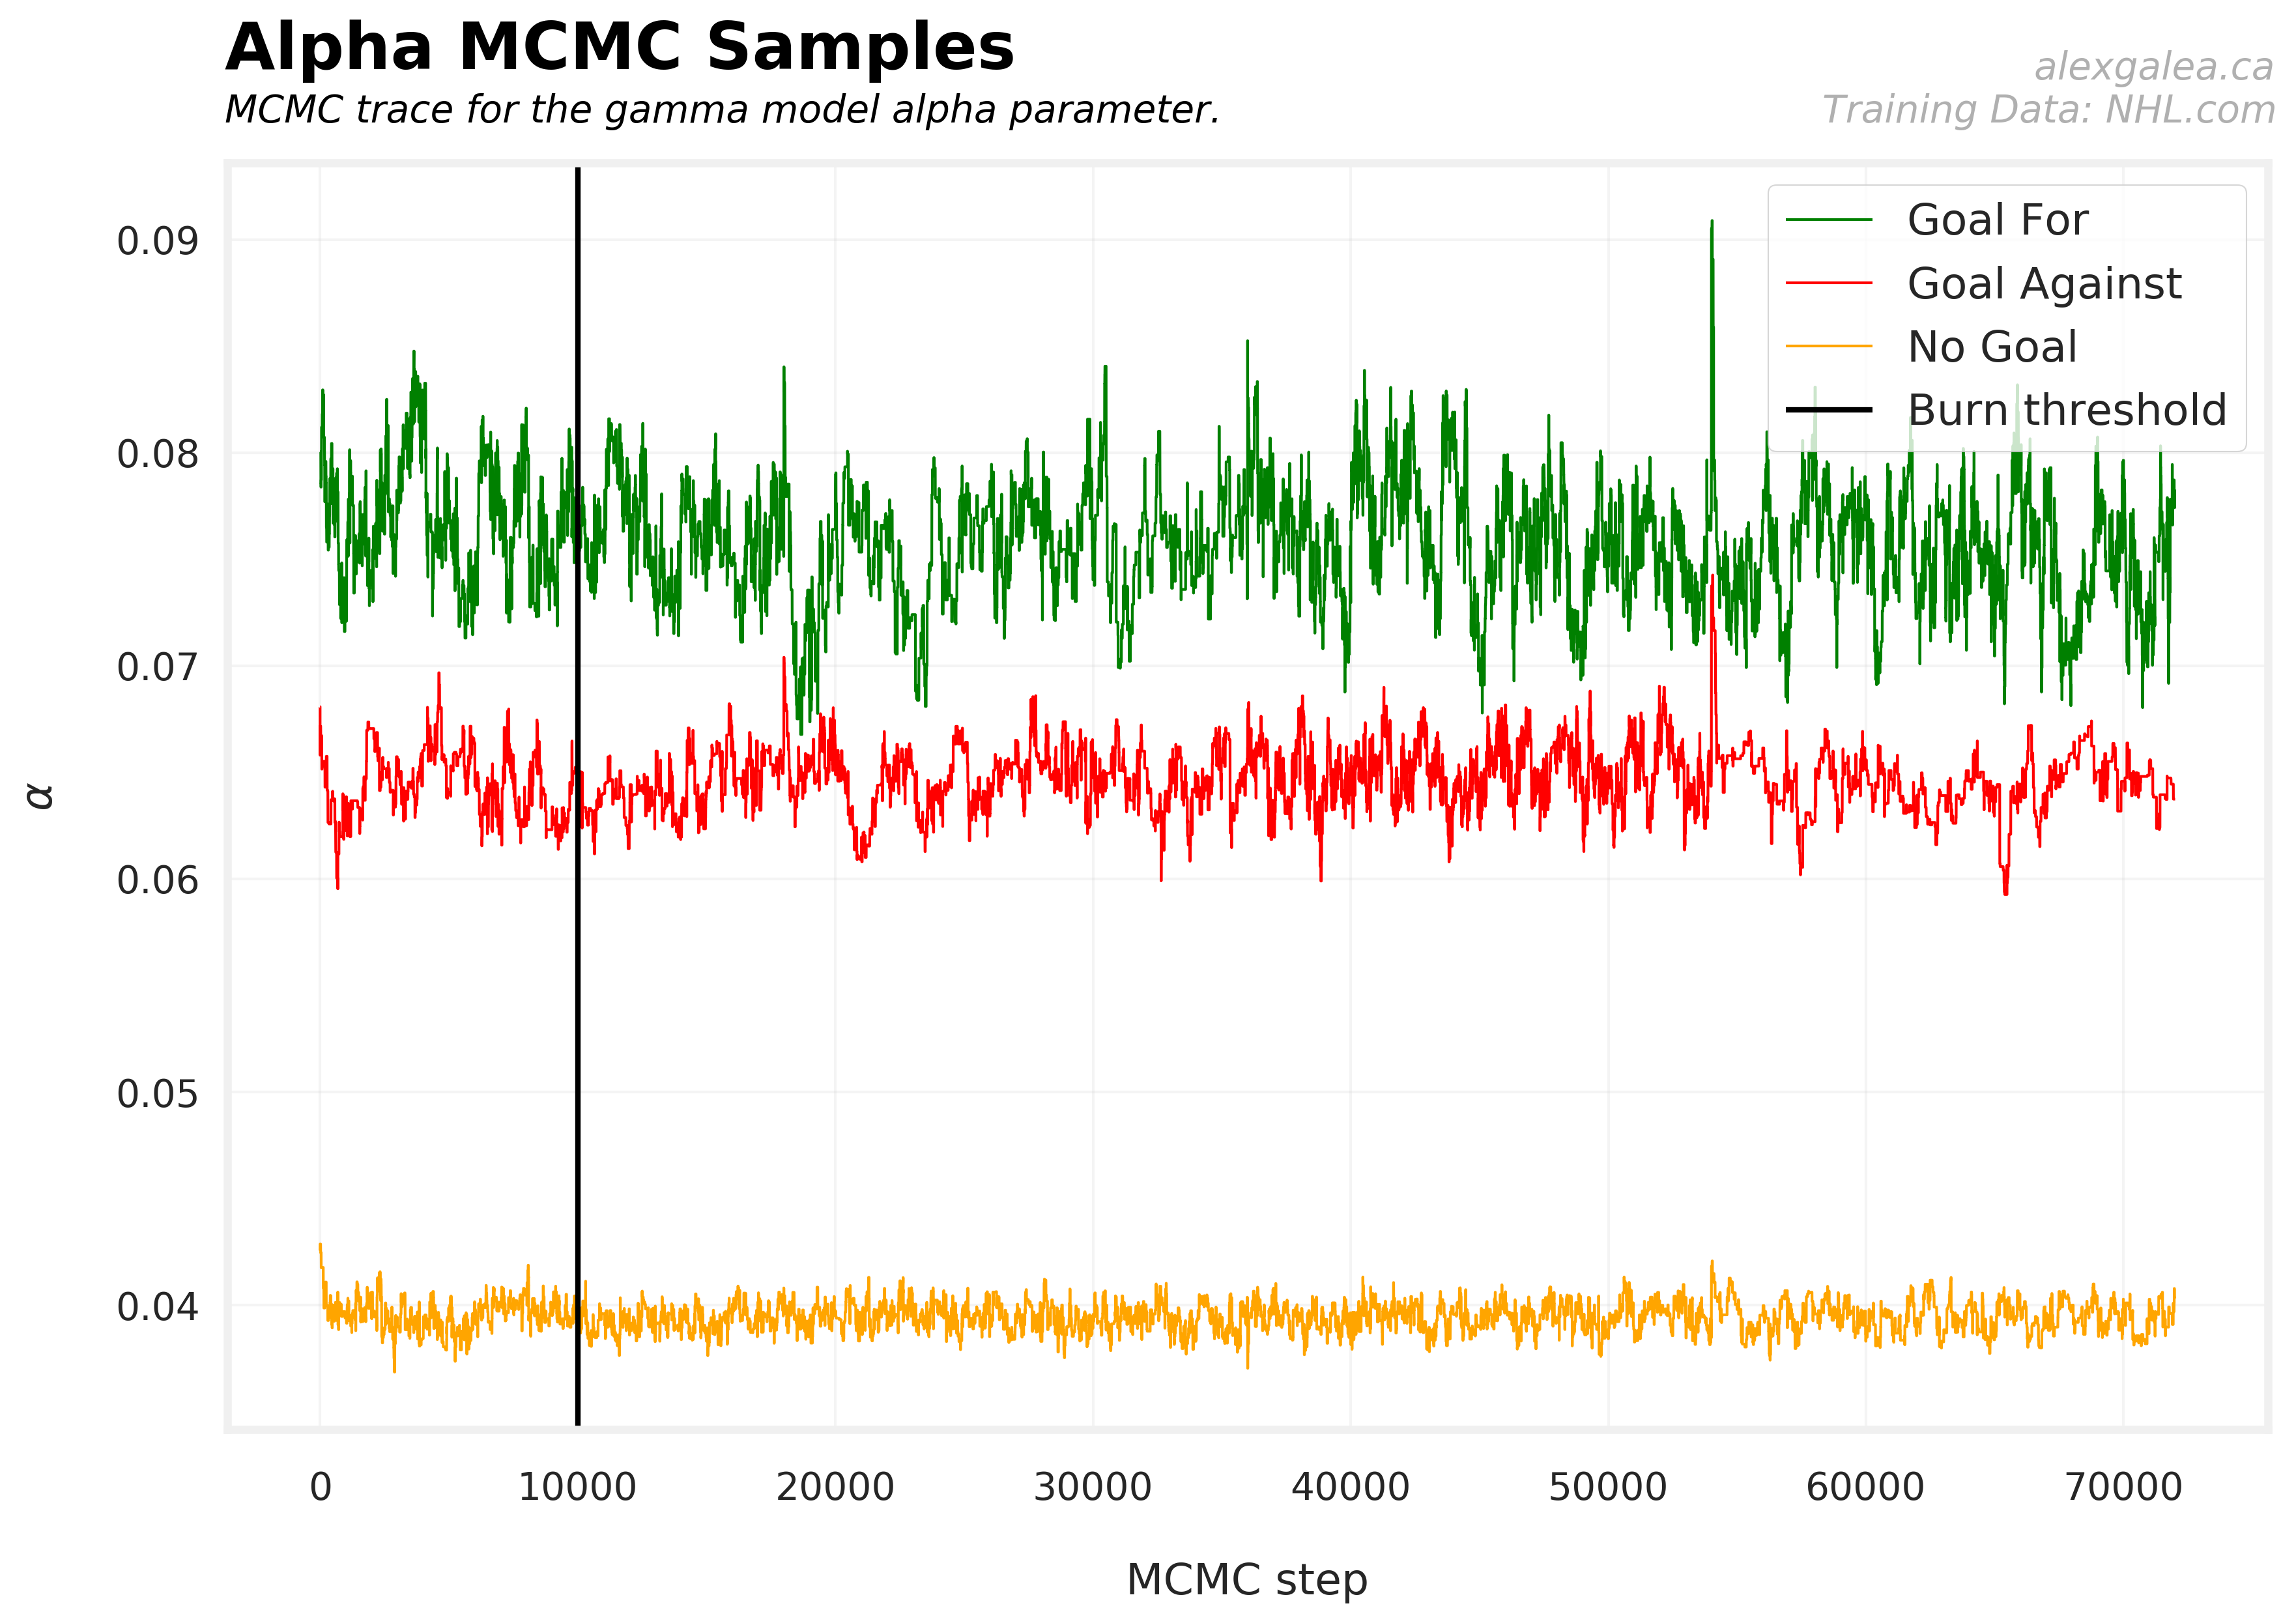 Alpha MCMC Samples
MCMC trace for the gamma model alpha parameter.
alexgalea.ca
Training Data: NHL.com
Goal For
Goal Against
No Goal
Burn threshold
0.09
0.08
0.07
0.06
0.05
0.04
α
0 10000 20000 30000 40000 50000 60000 70000
MCMC step